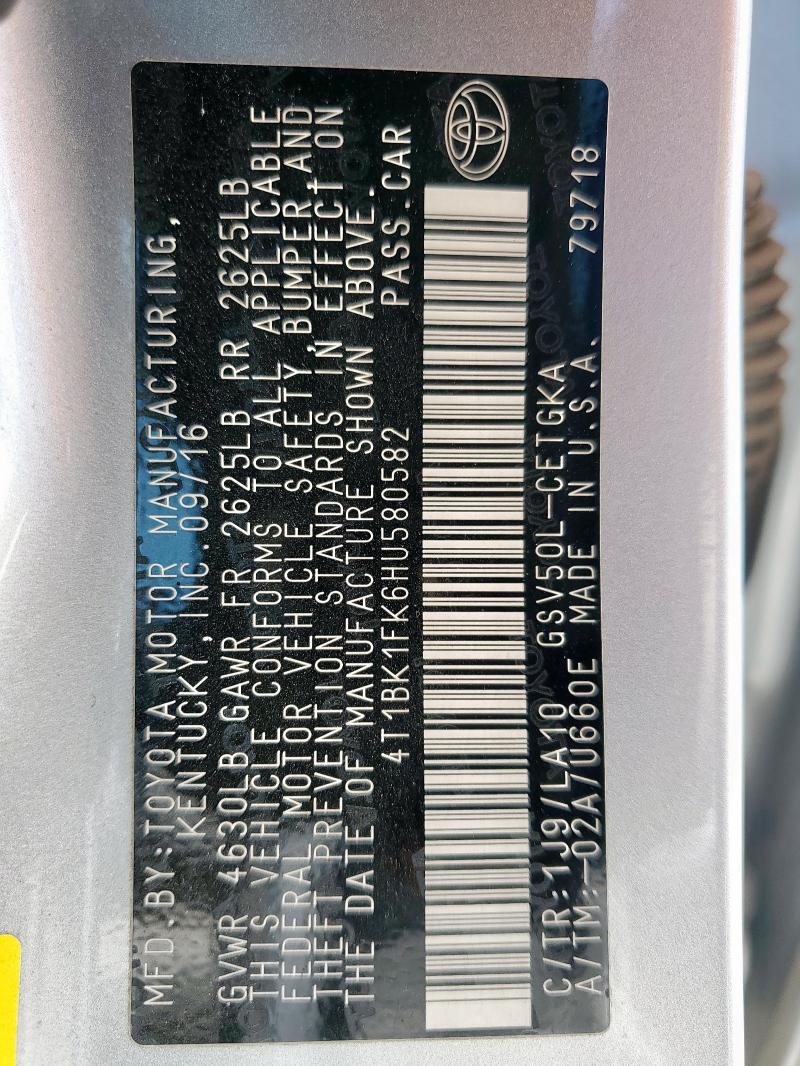 MFD.BY:TOYOTA MOTOR MANUFACTURING,
KENTUCKY, INC. 09/16
GVWR 4630LB GAWR FR 2625LB RR 2625LB
THIS VEHICLE CONFORMS TO ALL APPLICABLE
FEDERAL MOTOR VEHICLE SAFETY, BUMPER, AND
THEFT PREVENTION STANDARDS IN EFFECT ON
THE DATE OF MANUFACTURE SHOWN ABOVE.
4T1BK1FK6HU580582 PASS.CAR
C/TR:1J9/LA10 GSV50L-CETGKA
A/TM:-02A/U660E MADE IN U.S.A. 79718